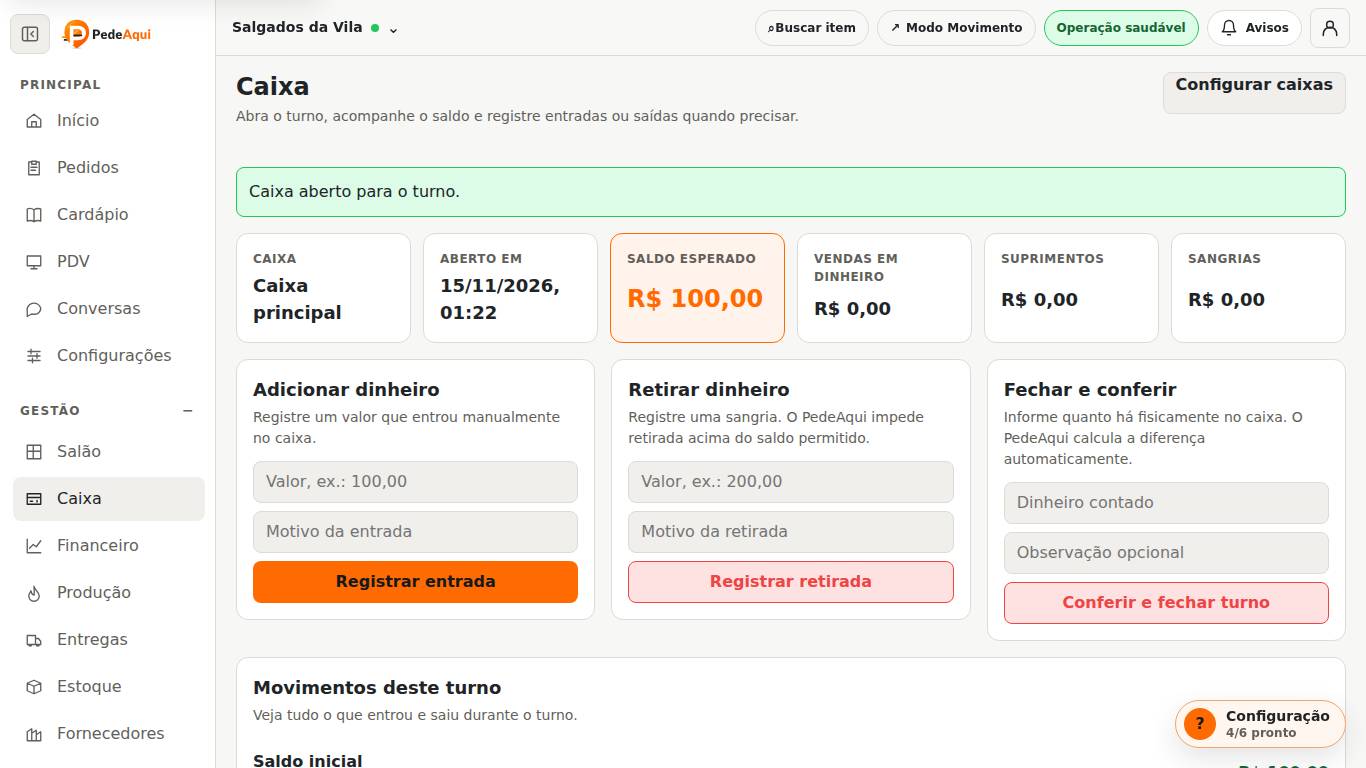 PedeAqui
Salgados da Vila
Buscar item
Modo Movimento
Operação saudável
Avisos
PRINCIPAL
Início
Pedidos
Cardápio
PDV
Conversas
Configurações
GESTÃO
Salão
Caixa
Financeiro
Produção
Entregas
Estoque
Fornecedores
Caixa
Abra o turno, acompanhe o saldo e registre entradas ou saídas quando precisar.
Configurar caixas
Caixa aberto para o turno.
CAIXA
Caixa
principal
ABERTO EM
15/11/2026,
01:22
SALDO ESPERADO
R$ 100,00
VENDAS EM
DINHEIRO
R$ 0,00
SUPRIMENTOS
R$ 0,00
SANGRIAS
R$ 0,00
Adicionar dinheiro
Registre um valor que entrou manualmente
no caixa.
Valor, ex.: 100,00
Motivo da entrada
Registrar entrada
Retirar dinheiro
Registre uma sangria. O PedeAqui impede
retirada acima do saldo permitido.
Valor, ex.: 200,00
Motivo da retirada
Registrar retirada
Fechar e conferir
Informe quanto há fisicamente no caixa. O
PedeAqui calcula a diferença
automaticamente.
Dinheiro contado
Observação opcional
Conferir e fechar turno
Movimentos deste turno
Veja tudo o que entrou e saiu durante o turno.
Saldo inicial
?
Configuração
4/6 pronto